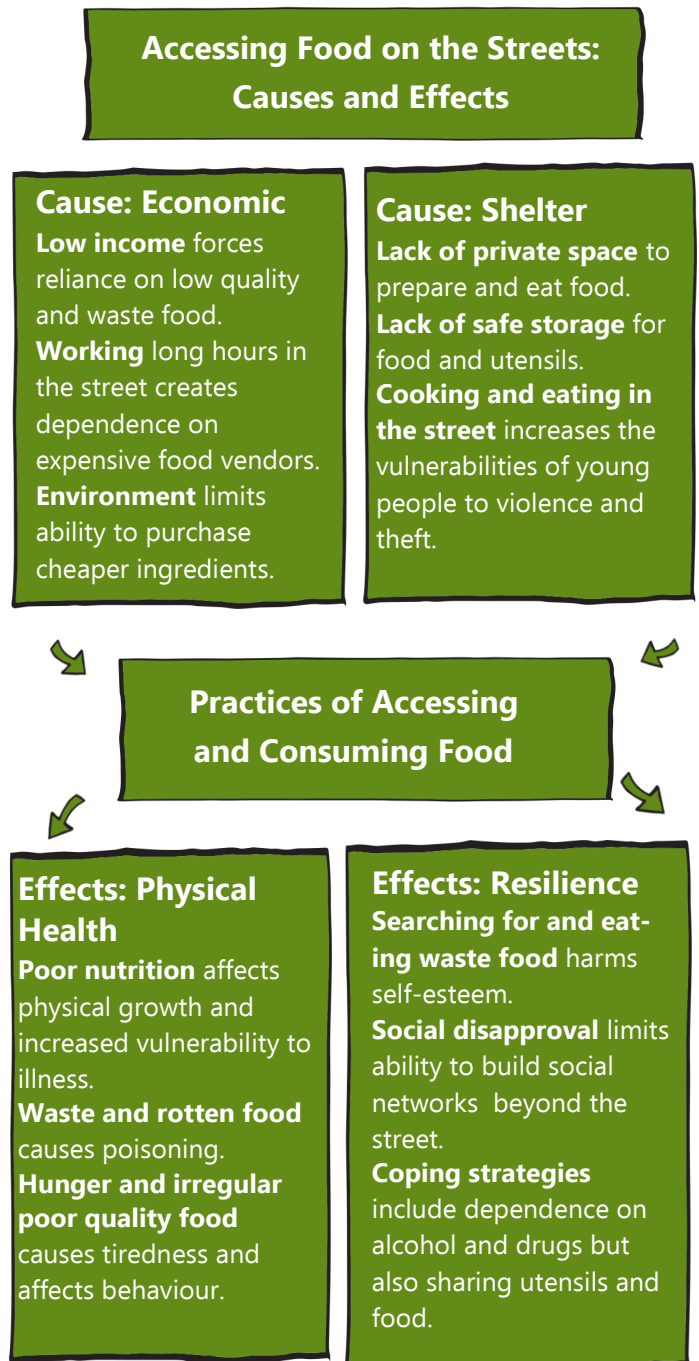 Accessing Food on the Streets:
Causes and Effects
Cause: Economic
Low income forces
reliance on low quality
and waste food.
Working long hours in
the street creates
dependence on
expensive food vendors.
Environment limits
ability to purchase
cheaper ingredients.
Cause: Shelter
Lack of private space to
prepare and eat food.
Lack of safe storage for
food and utensils.
Cooking and eating in
the street increases the
vulnerabilities of young
people to violence and
theft.
Practices of Accessing
and Consuming Food
Effects: Physical
Health
Poor nutrition affects
physical growth and
increased vulnerability to
illness.
Waste and rotten food
causes poisoning.
Hunger and irregular
poor quality food
causes tiredness and
affects behaviour.
Effects: Resilience
Searching for and eat-
ing waste food harms
self-esteem.
Social disapproval limits
ability to build social
networks beyond the
street.
Coping strategies
include dependence on
alcohol and drugs but
also sharing utensils and
food.